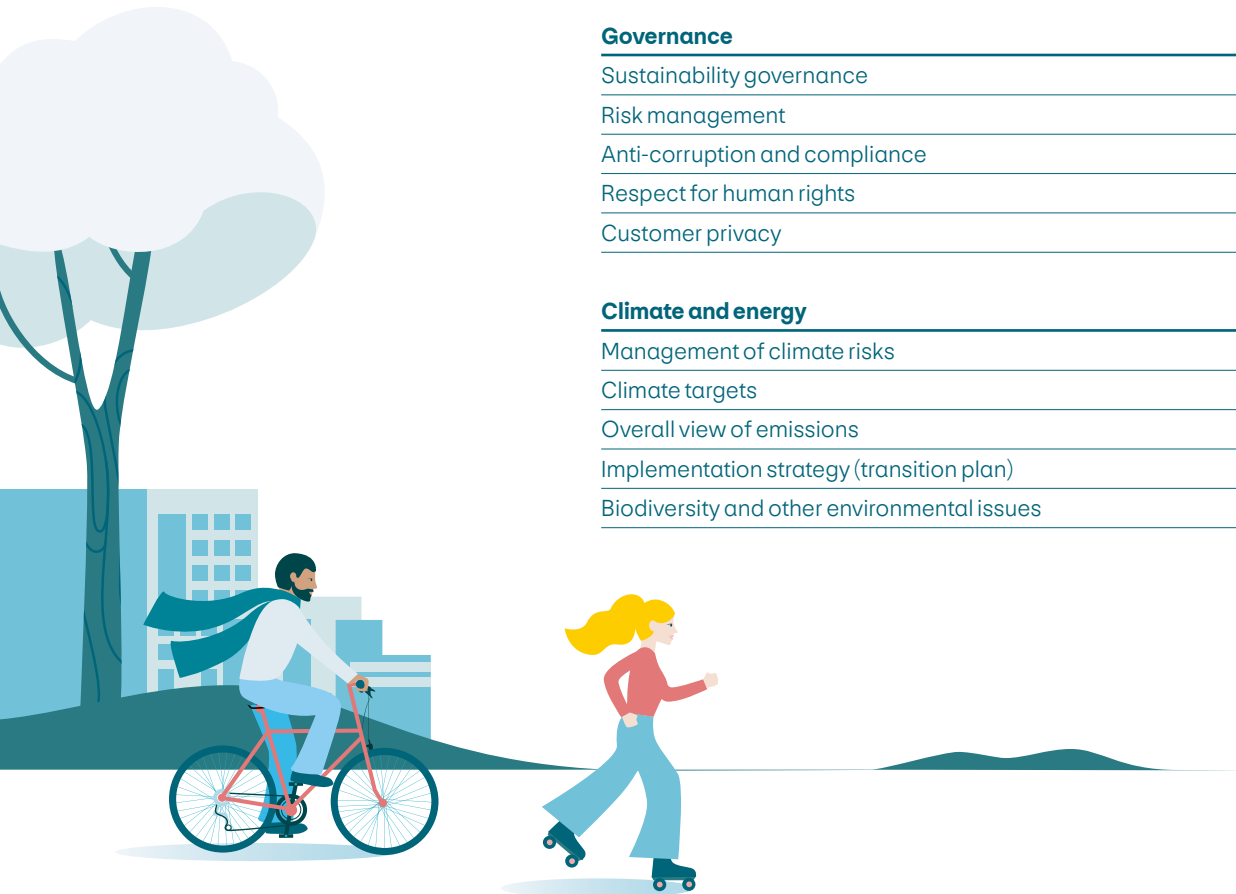 Governance
Sustainability governance
Risk management
Anti-corruption and compliance
Respect for human rights
Customer privacy
Climate and energy
Management of climate risks
Climate targets
Overall view of emissions
Implementation strategy (transition plan)
Biodiversity and other environmental issues